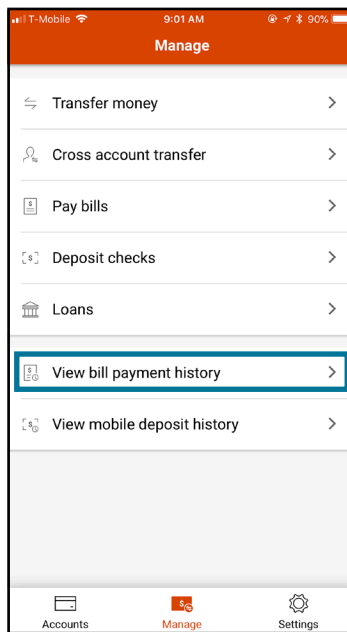 T-Mobile 9:01 AM 90%
Manage
Transfer money
Cross account transfer
$ Pay bills
$ Deposit checks
Loans
$ View bill payment history
$ View mobile deposit history
$
Accounts Manage Settings